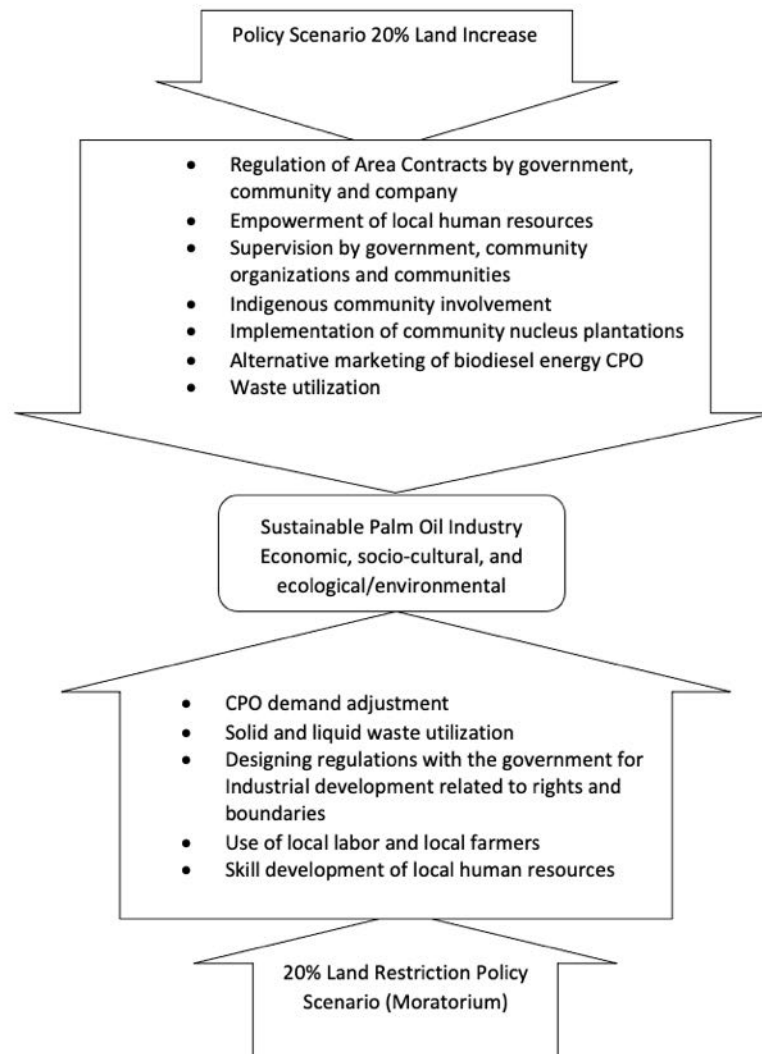 Policy Scenario 20% Land Increase
• Regulation of Area Contracts by government,
community and company
• Empowerment of local human resources
• Supervision by government, community
organizations and communities
• Indigenous community involvement
• Implementation of community nucleus plantations
• Alternative marketing of biodiesel energy CPO
• Waste utilization
Sustainable Palm Oil Industry
Economic, socio-cultural, and
ecological/environmental
• CPO demand adjustment
• Solid and liquid waste utilization
• Designing regulations with the government for
Industrial development related to rights and
boundaries
• Use of local labor and local farmers
• Skill development of local human resources
20% Land Restriction Policy
Scenario (Moratorium)